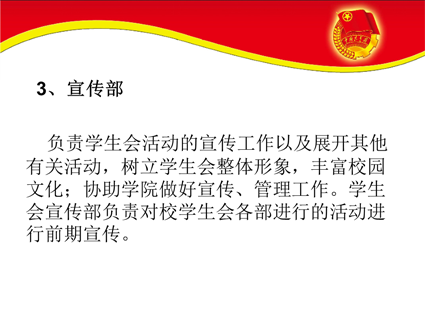 3、宣传部
负责学生会活动的宣传工作以及展开其他
有关活动，树立学生会整体形象，丰富校园
文化；协助学院做好宣传、管理工作。学生
会宣传部负责对校学生会各部进行的活动进
行前期宣传。